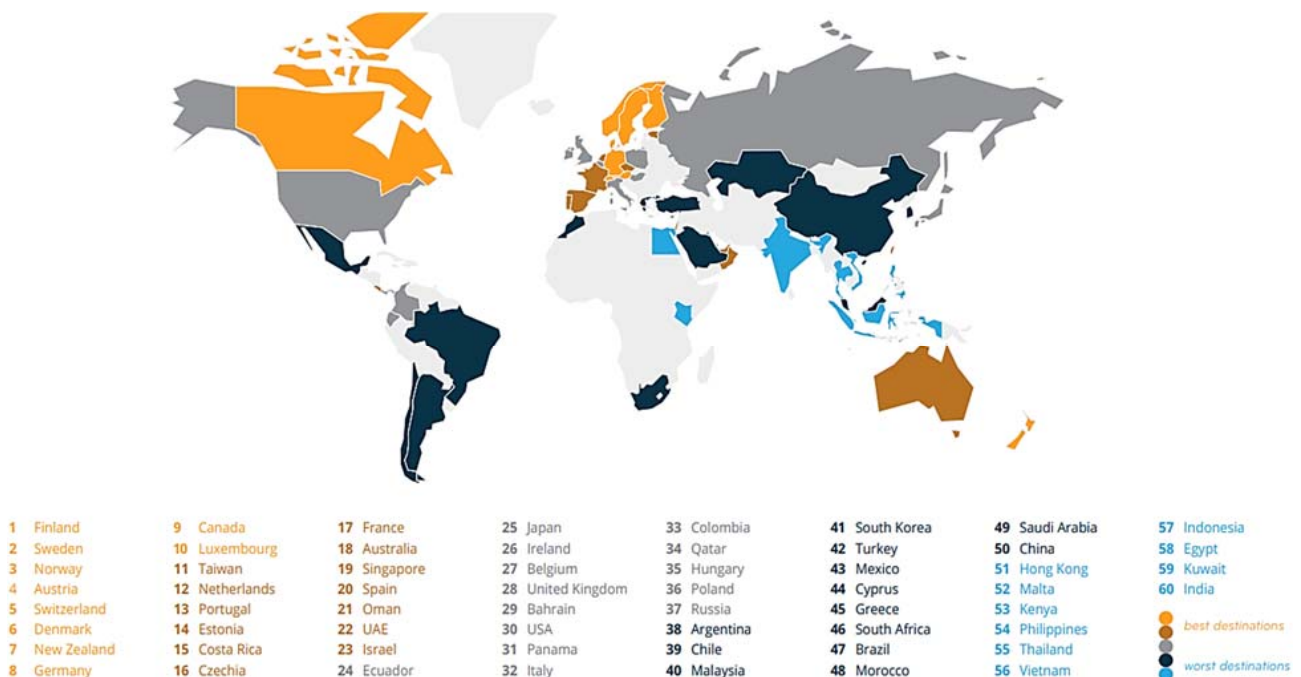 1 Finland
2 Sweden
3 Norway
4 Austria
5 Switzerland
6 Denmark
7 New Zealand
8 Germany
9 Canada
10 Luxembourg
11 Taiwan
12 Netherlands
13 Portugal
14 Estonia
15 Costa Rica
16 Czechia
17 France
18 Australia
19 Singapore
20 Spain
21 Oman
22 UAE
23 Israel
24 Ecuador
25 Japan
26 Ireland
27 Belgium
28 United Kingdom
29 Bahrain
30 USA
31 Panama
32 Italy
33 Colombia
34 Qatar
35 Hungary
36 Poland
37 Russia
38 Argentina
39 Chile
40 Malaysia
41 South Korea
42 Turkey
43 Mexico
44 Cyprus
45 Greece
46 South Africa
47 Brazil
48 Morocco
49 Saudi Arabia
50 China
51 Hong Kong
52 Malta
53 Kenya
54 Philippines
55 Thailand
56 Vietnam
57 Indonesia
58 Egypt
59 Kuwait
60 India
best destinations
worst destinations